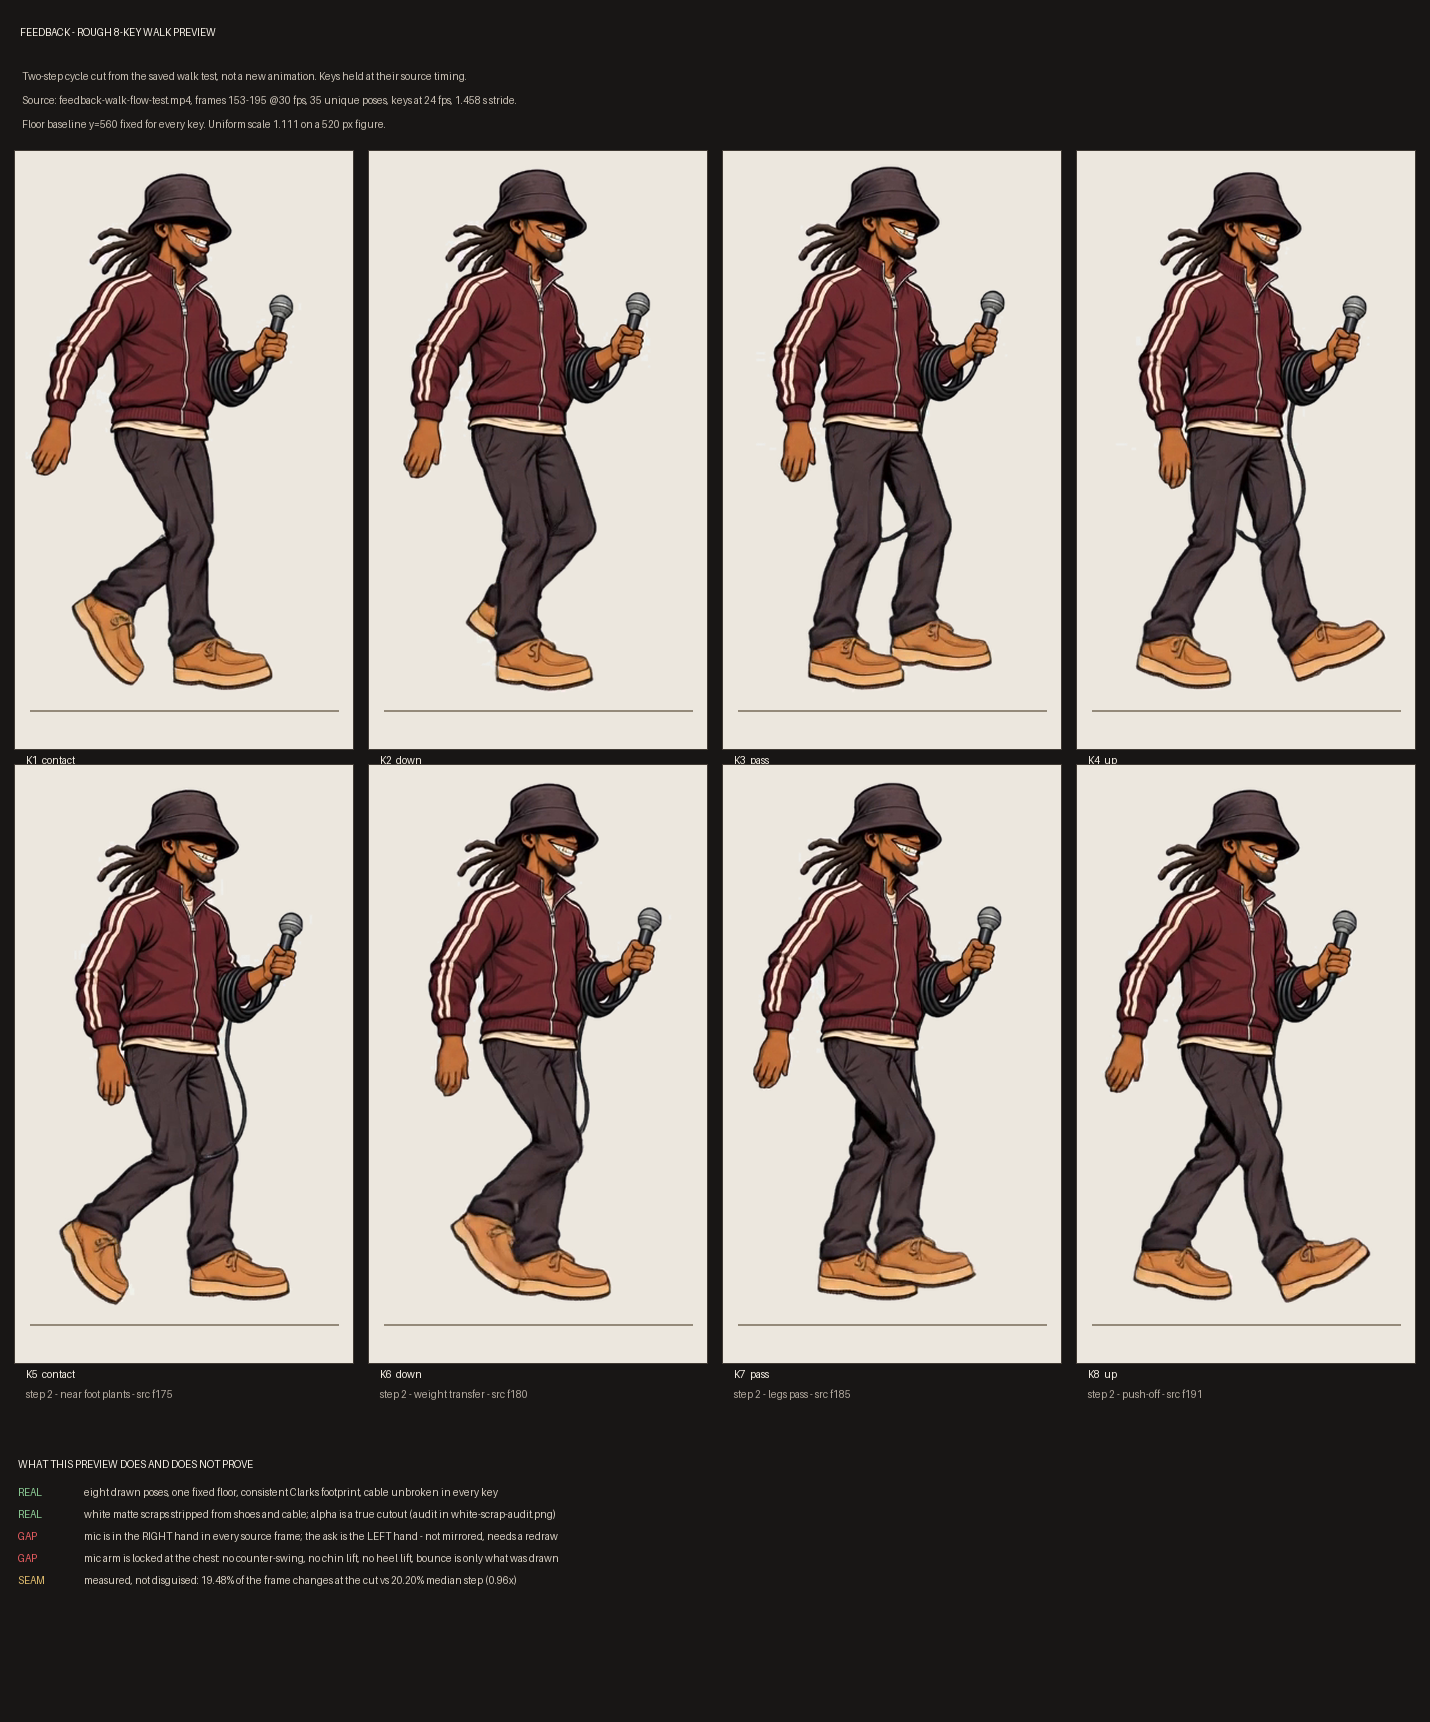 FEEDBACK - ROUGH 8-KEY WALK PREVIEW
Two-step cycle cut from the saved walk test, not a new animation. Keys held at their source timing.
Source: feedback-walk-flow-test.mp4, frames 153-195 @30 fps, 35 unique poses, keys at 24 fps, 1.458 s stride.
Floor baseline y=560 fixed for every key. Uniform scale 1.111 on a 520 px figure.
K1 contact
K2 down
K3 pass
K4 up
K5 contact
K6 down
K7 pass
K8 up
step 2 - near foot plants - src f175
step 2 - weight transfer - src f180
step 2 - legs pass - src f185
step 2 - push-off - src f191
WHAT THIS PREVIEW DOES AND DOES NOT PROVE
REAL eight drawn poses, one fixed floor, consistent Clarks footprint, cable unbroken in every key
REAL white matte scraps stripped from shoes and cable; alpha is a true cutout (audit in white-scrap-audit.png)
GAP mic is in the RIGHT hand in every source frame; the ask is the LEFT hand - not mirrored, needs a redraw
GAP mic arm is locked at the chest: no counter-swing, no chin lift, no heel lift, bounce is only what was drawn
SEAM measured, not disguised: 19.48% of the frame changes at the cut vs 20.20% median step (0.96x)